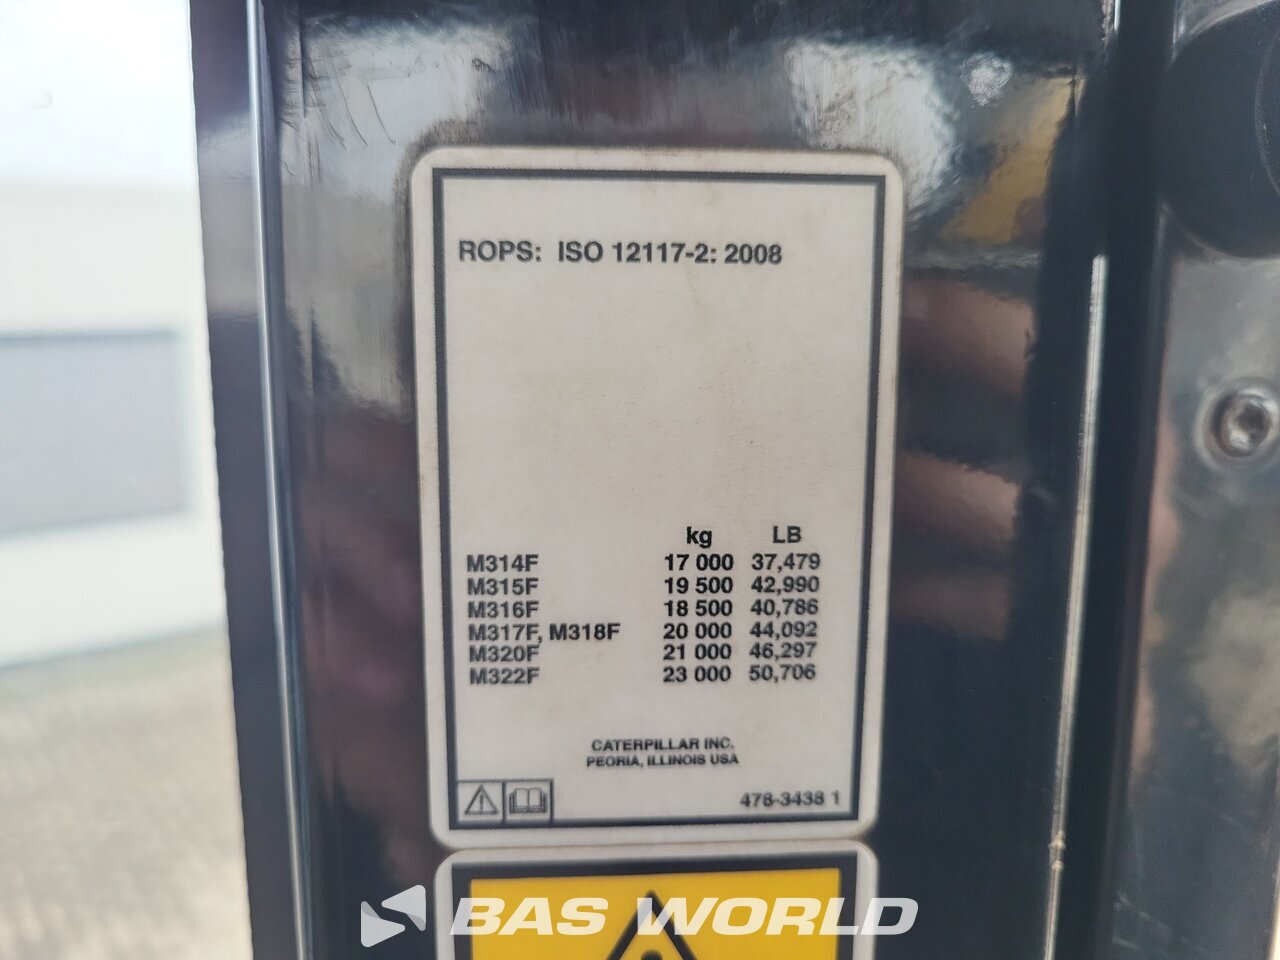 ROPS: ISO 12117-2: 2008
kg LB
M314F 17 000 37,479
M315F 19 500 42,990
M316F 18 500 40,786
M317F, M318F 20 000 44,092
M320F 21 000 46,297
M322F 23 000 50,706
CATERPILLAR INC.
PEORIA, ILLINOIS USA
478-3438 1
BAS WORLD